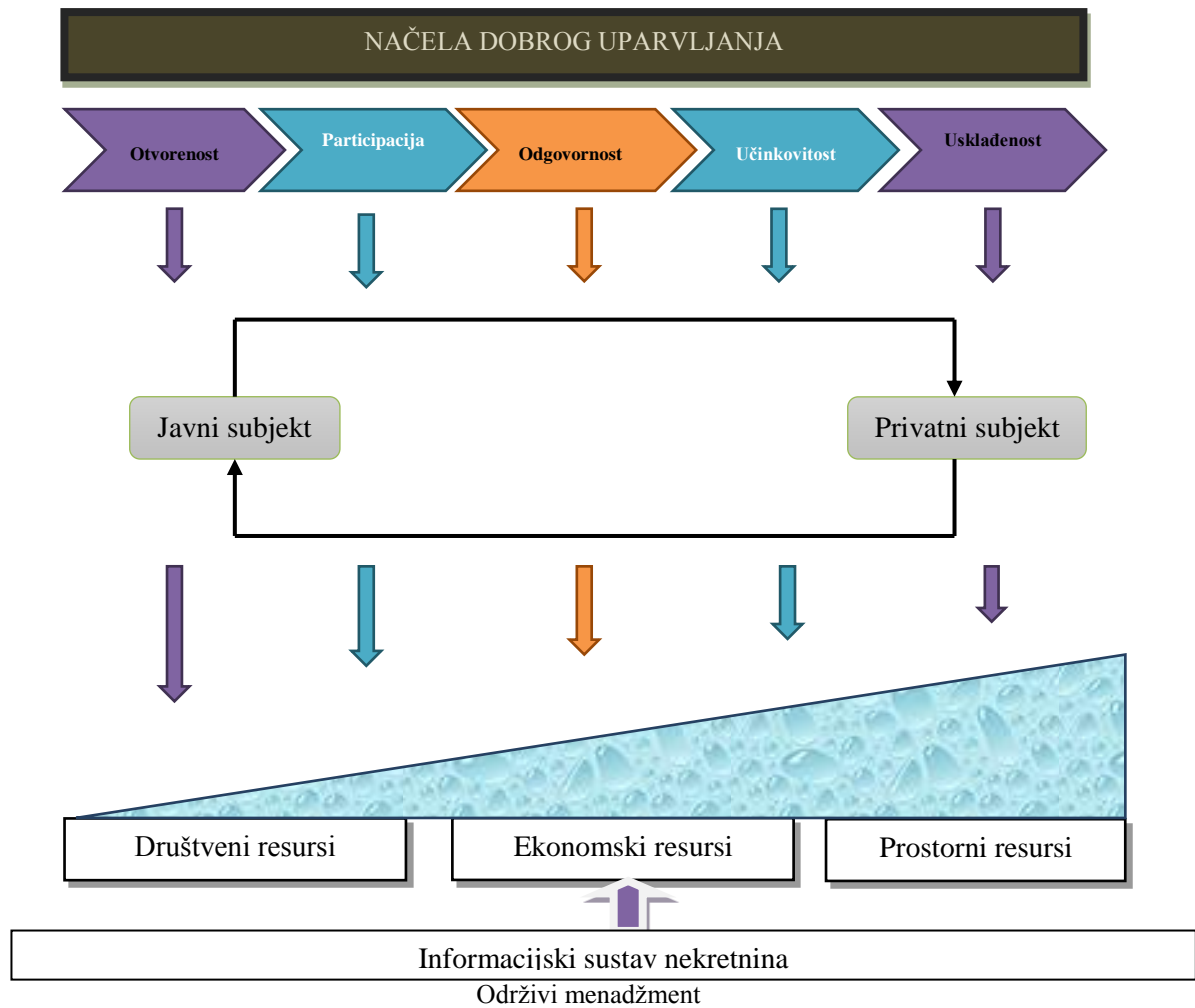 NAČELA DOBROG UPARVLJANJA
Otvorenost
Participacija
Odgovornost
Učinkovitost
Usklađenost
Javni subjekt
Privatni subjekt
Društveni resursi
Ekonomski resursi
Prostorni resursi
Informacijski sustav nekretnina
Održivi menadžment